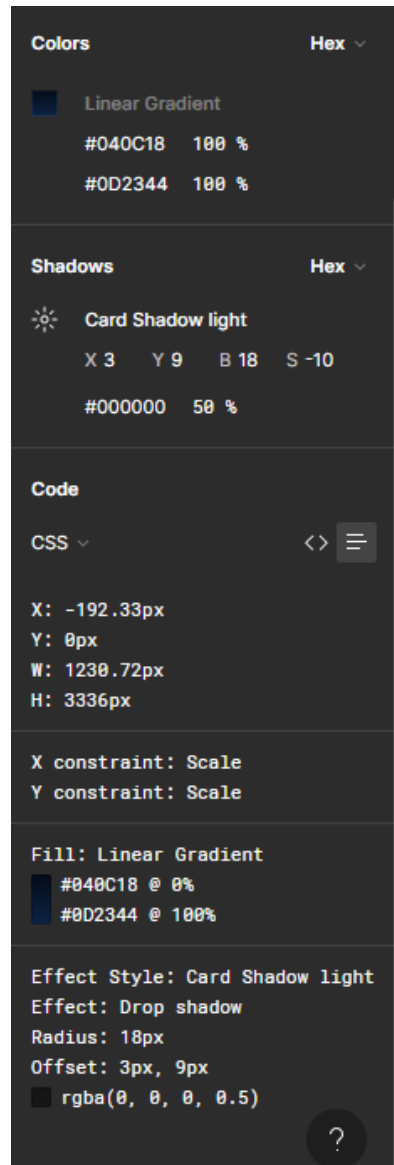 Colors Hex
Linear Gradient
#040C18 100 %
#0D2344 100 %
Shadows Hex
Card Shadow light
X 3 Y 9 B 18 S -10
#000000 50 %
Code
CSS <>
X: -192.33px
Y: 0px
W: 1230.72px
H: 3336px
X constraint: Scale
Y constraint: Scale
Fill: Linear Gradient
#040C18 @ 0%
#0D2344 @ 100%
Effect Style: Card Shadow light
Effect: Drop shadow
Radius: 18px
Offset: 3px, 9px
rgba(0, 0, 0, 0.5)
?